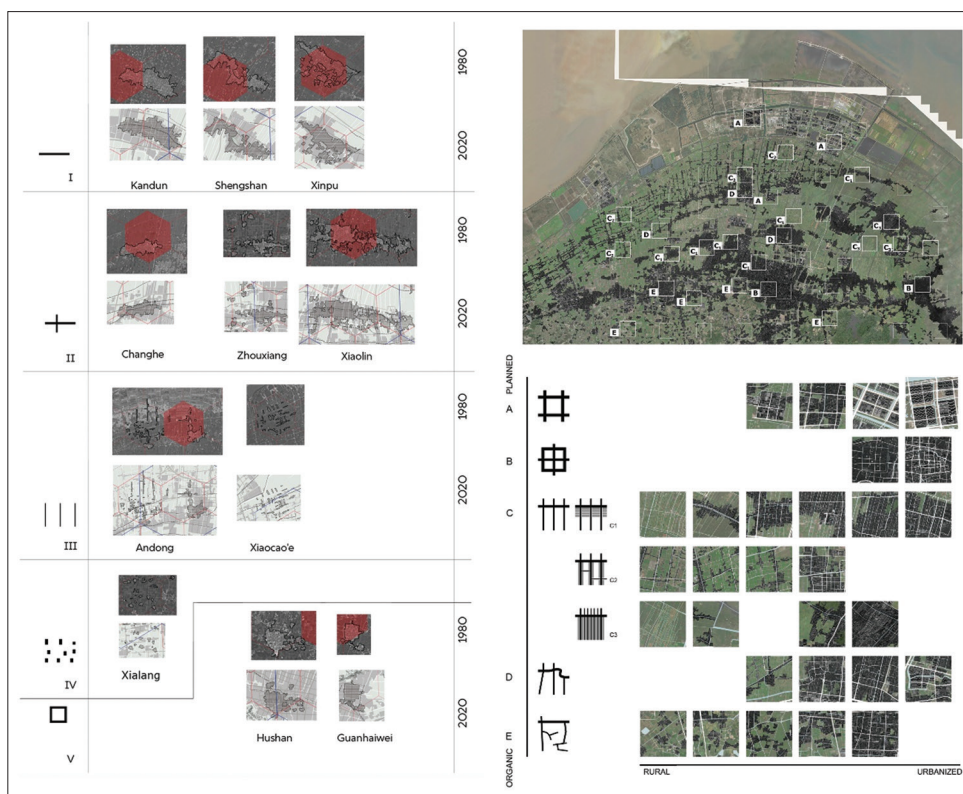 1980
2020
I
Kandun Shengshan Xinpu
1980
2020
II
Changhe Zhouxiang Xiaolin
1980
2020
III
Andong Xiaocao'e
IV
Xialang
1980
2020
V
Hushan Guanhaiwei
A
A
C1
D
A
D
D
E
E
E
B
B
E
E
PLANNED
A
B
C
C1
C2
C3
D
E
ORGANIC
RURAL URBANIZED